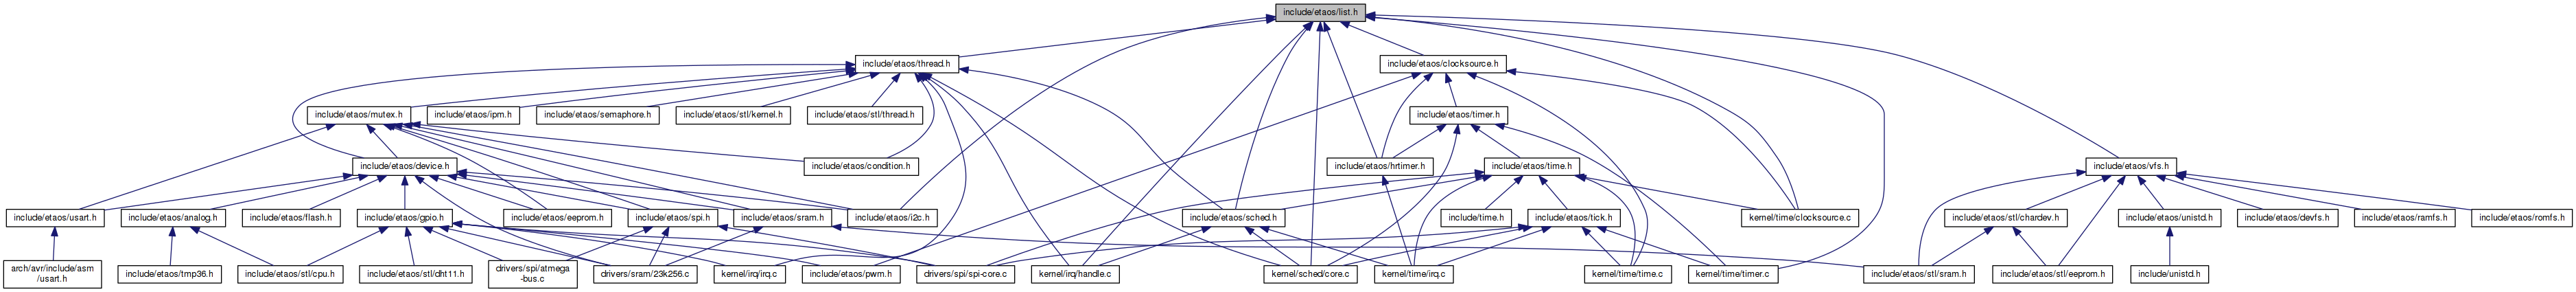 include/etaos/list.h
include/etaos/thread.h
include/etaos/clocksource.h
include/etaos/mutex.h
include/etaos/ipm.h
include/etaos/semaphore.h
include/etaos/stl/kernel.h
include/etaos/stl/thread.h
include/etaos/timer.h
include/etaos/device.h
include/etaos/condition.h
include/etaos/hrtimer.h
include/etaos/time.h
include/etaos/vfs.h
include/etaos/usart.h
include/etaos/analog.h
include/etaos/flash.h
include/etaos/gpio.h
include/etaos/eeprom.h
include/etaos/spi.h
include/etaos/sram.h
include/etaos/i2c.h
include/etaos/sched.h
include/time.h
include/etaos/tick.h
kernel/time/clocksource.c
include/etaos/stl/chardev.h
include/etaos/unistd.h
include/etaos/devfs.h
include/etaos/ramfs.h
include/etaos/romfs.h
arch/avr/include/asm
/usart.h
include/etaos/tmp36.h
include/etaos/stl/cpu.h
include/etaos/stl/dht11.h
drivers/spi/atmega
-bus.c
drivers/sram/23k256.c
kernel/irq/irq.c
include/etaos/pwm.h
drivers/spi/spi-core.c
kernel/irq/handle.c
kernel/sched/core.c
kernel/time/irq.c
kernel/time/time.c
kernel/time/timer.c
include/etaos/stl/sram.h
include/etaos/stl/eeprom.h
include/unistd.h